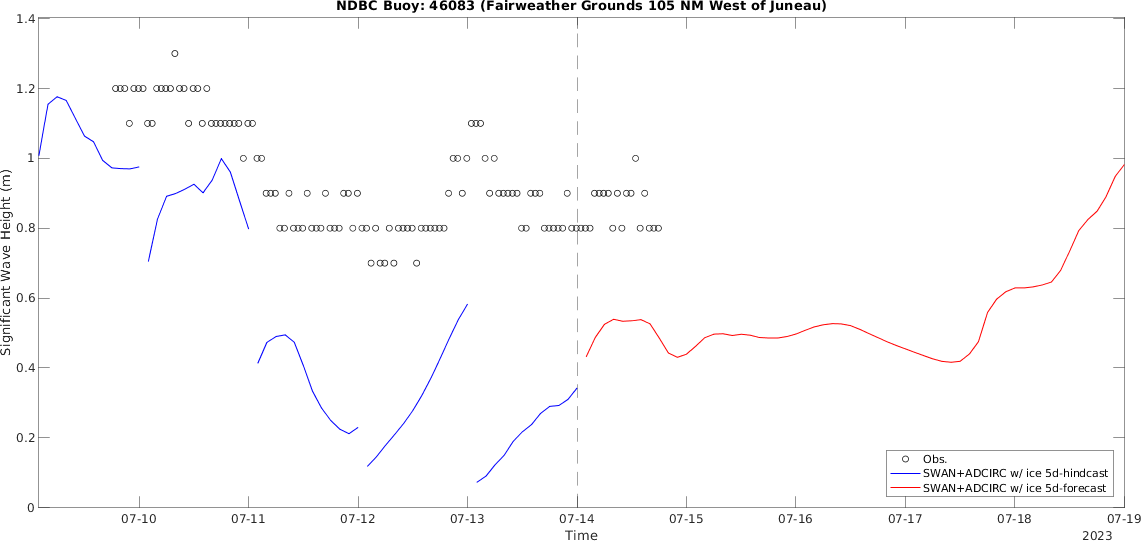 NDBC Buoy: 46083 (Fairweather Grounds 105 NM West of Juneau)
1.4
1.2
1
0.8
0.6
0.4
0.2
0
Significant Wave Height (m)
Obs.
SWAN+ADCIRC w/ ice 5d-hindcast
SWAN+ADCIRC w/ ice 5d-forecast
07-10 07-11 07-12 07-13 07-14 07-15 07-16 07-17 07-18 07-19
Time
2023